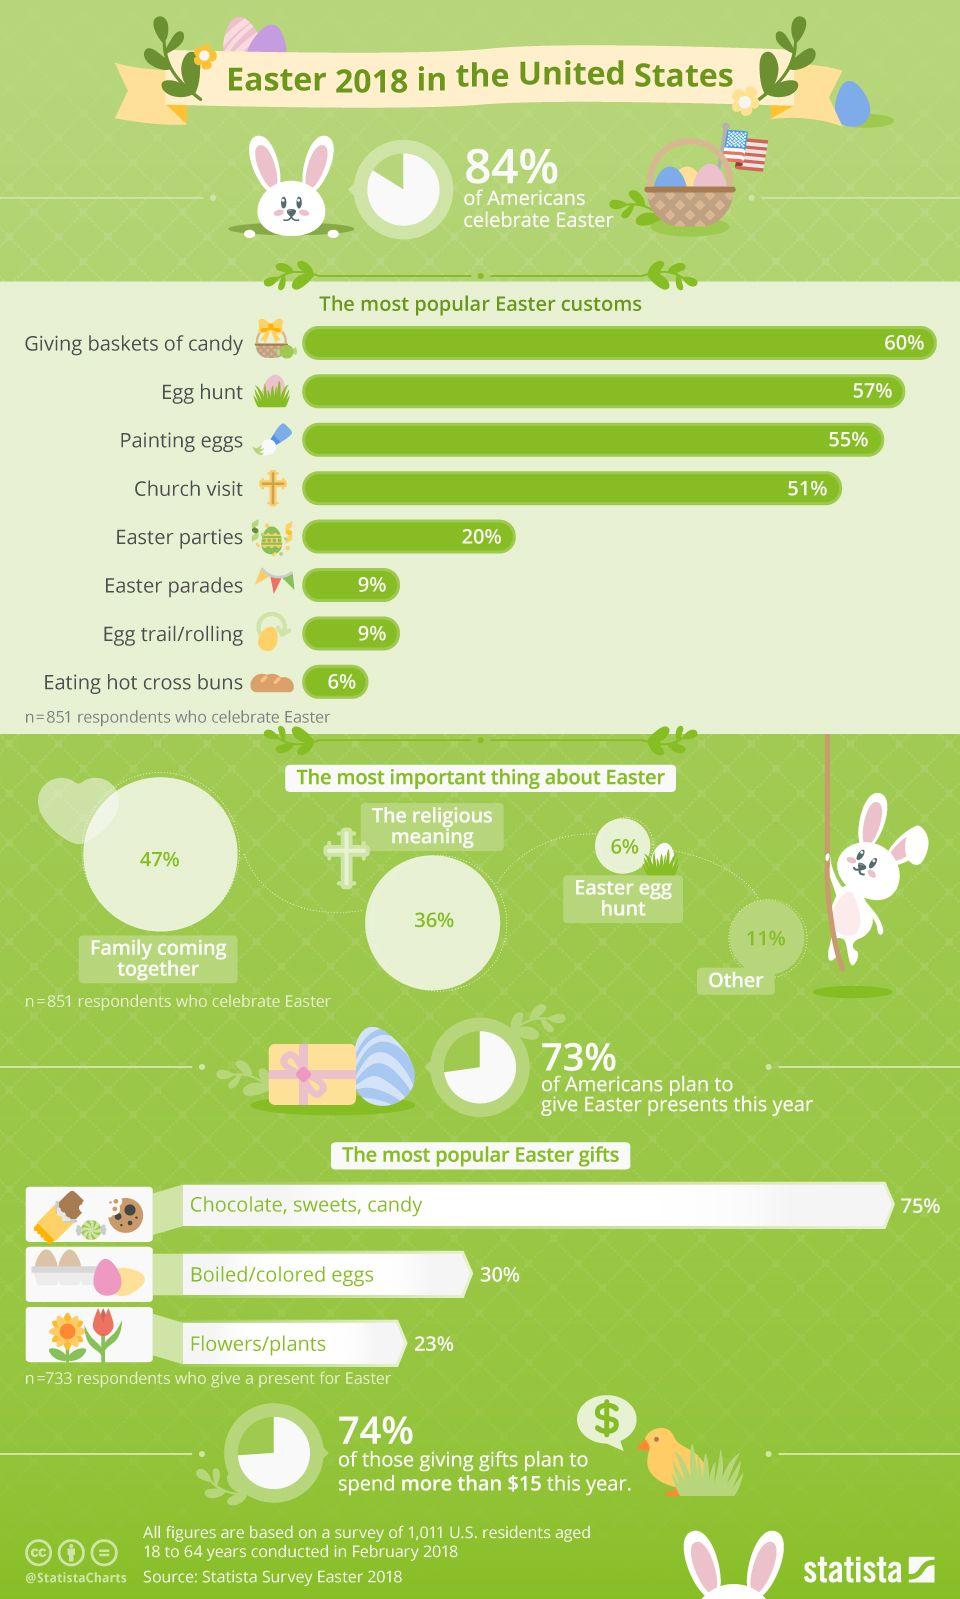 Easter 2018 in the United States
84%
of Americans
celebrate Easter
The most popular Easter customs
Giving baskets of candy 60%
Egg hunt 57%
Painting eggs 55%
Church visit 51%
Easter parties 20%
Easter parades 9%
Egg trail/rolling 9%
Eating hot cross buns 6%
n=851 respondents who celebrate Easter
The most important thing about Easter
47%
Family coming
together
The religious
meaning
36%
6%
Easter egg
hunt
11%
Other
n=851 respondents who celebrate Easter
73%
of Americans plan to
give Easter presents this year
The most popular Easter gifts
Chocolate, sweets, candy 75%
Boiled/colored eggs 30%
Flowers/plants 23%
n=733 respondents who give a present for Easter
$
74%
of those giving gifts plan to
spend more than $15 this year.
All figures are based on a survey of 1,011 U.S. residents aged
18 to 64 years conducted in February 2018
Source: Statista Survey Easter 2018
cc
@StatistaCharts
statista